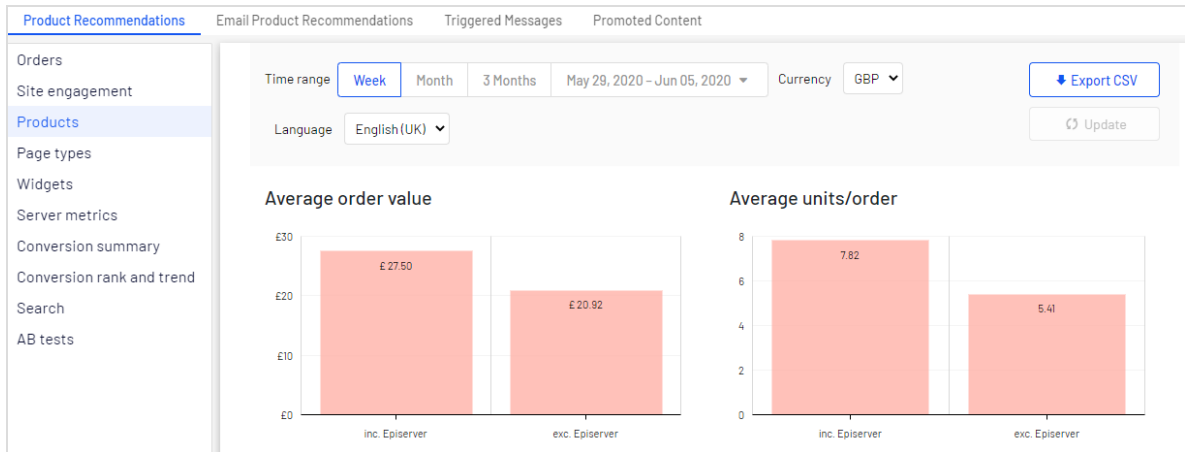 Product Recommendations Email Product Recommendations Triggered Messages Promoted Content
Orders
Site engagement
Products
Page types
Widgets
Server metrics
Conversion summary
Conversion rank and trend
Search
AB tests
Time range Week Month 3 Months May 29, 2020 – Jun 05, 2020 Currency GBP Export CSV
Language English (UK) Update
Average order value
£30
£20
£10
£0
£ 27.50
£ 20.92
inc. Episerver exc. Episerver
Average units/order
8
6
4
2
0
7.82
5.41
inc. Episerver exc. Episerver